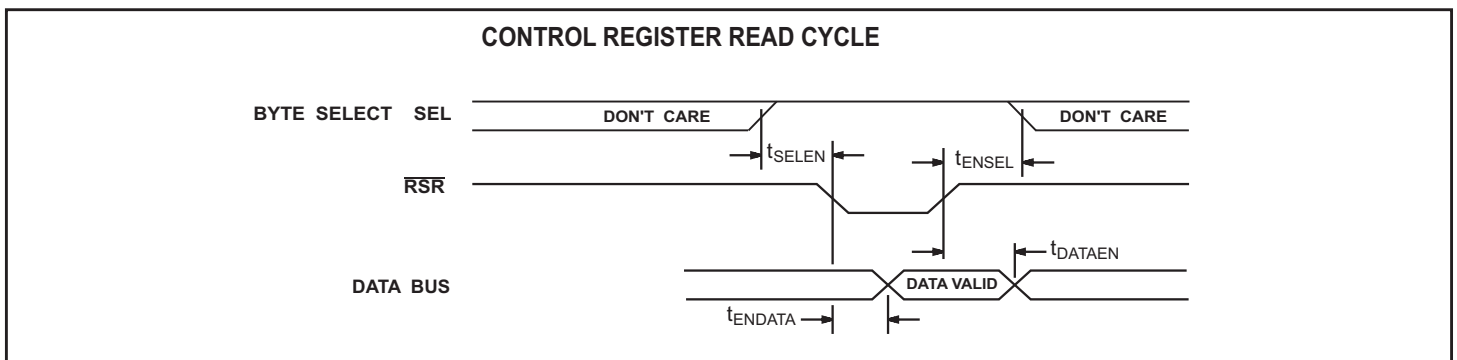 CONTROL REGISTER READ CYCLE
BYTE SELECT SEL
DON'T CARE
DON'T CARE
tSELEN
tENSEL
RSR
tDATAEN
DATA BUS
DATA VALID
tENDATA